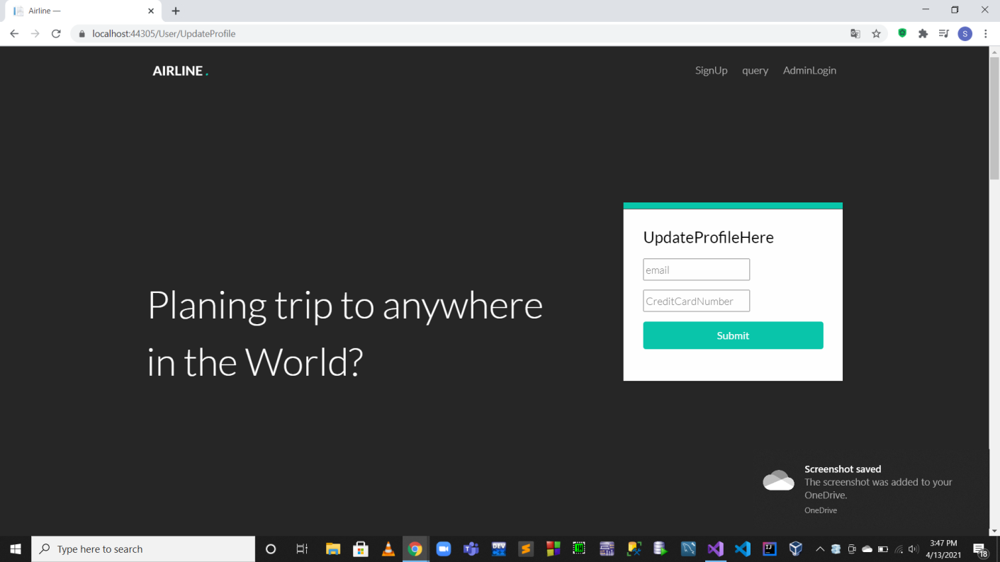 Airline —
localhost:44305/User/UpdateProfile
S
AIRLINE .
SignUp query AdminLogin
UpdateProfileHere
email
CreditCardNumber
Submit
Planing trip to anywhere
in the World?
Screenshot saved
The screenshot was added to your
OneDrive.
OneDrive
Type here to search
DEV
IJ
3:47 PM
4/13/2021
18